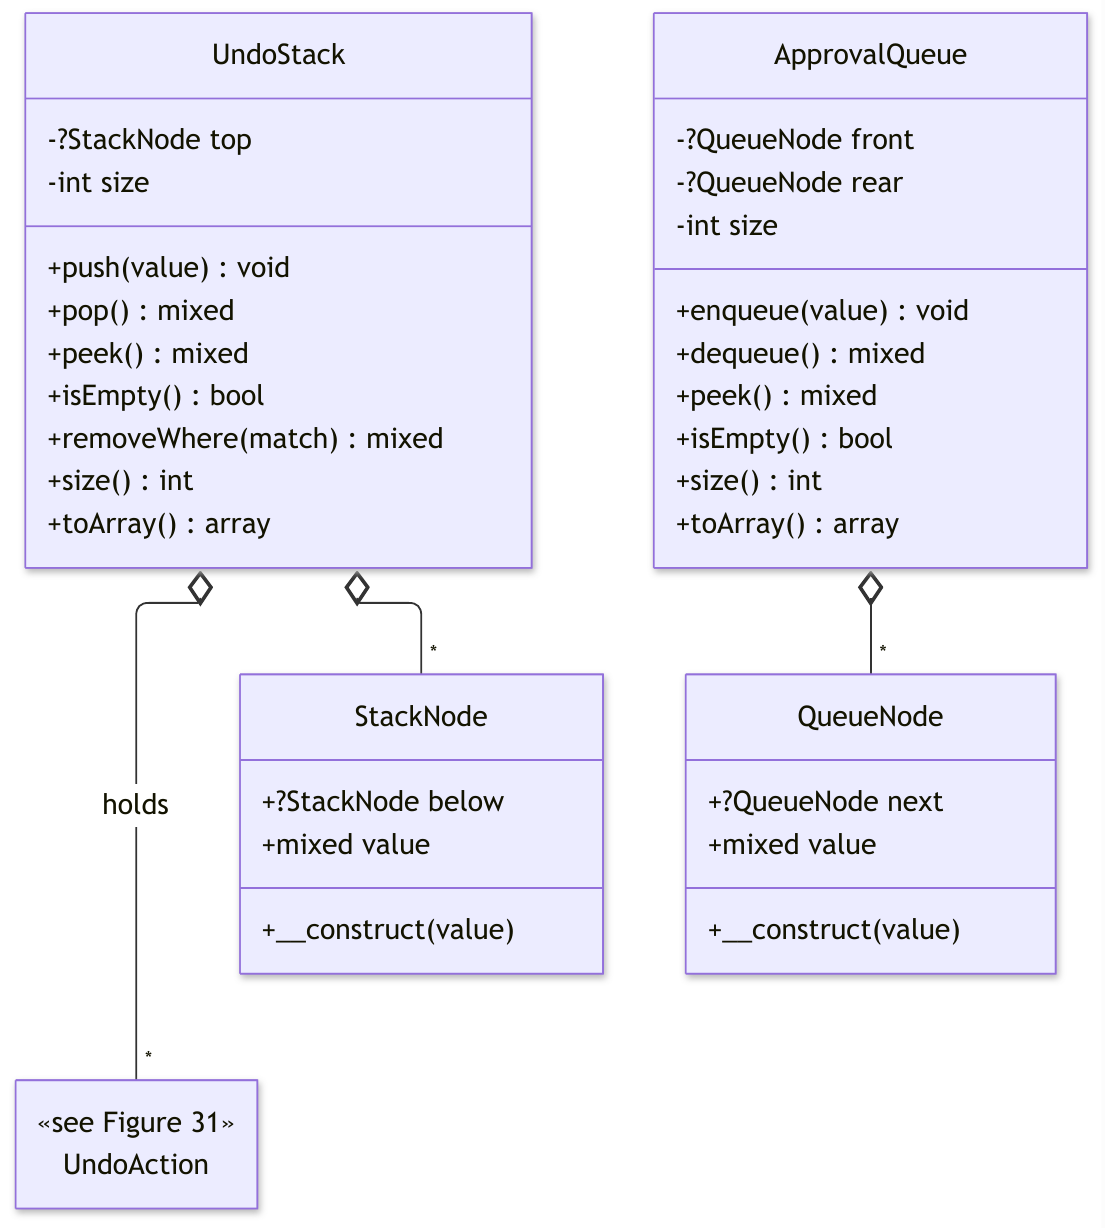 UndoStack
-?StackNode top
-int size
+push(value) : void
+pop() : mixed
+peek() : mixed
+isEmpty() : bool
+removeWhere(match) : mixed
+size() : int
+toArray() : array
ApprovalQueue
-?QueueNode front
-?QueueNode rear
-int size
+enqueue(value) : void
+dequeue() : mixed
+peek() : mixed
+isEmpty() : bool
+size() : int
+toArray() : array
*
*
StackNode
+?StackNode below
+mixed value
+__construct(value)
QueueNode
+?QueueNode next
+mixed value
+__construct(value)
holds
*
«see Figure 31»
UndoAction